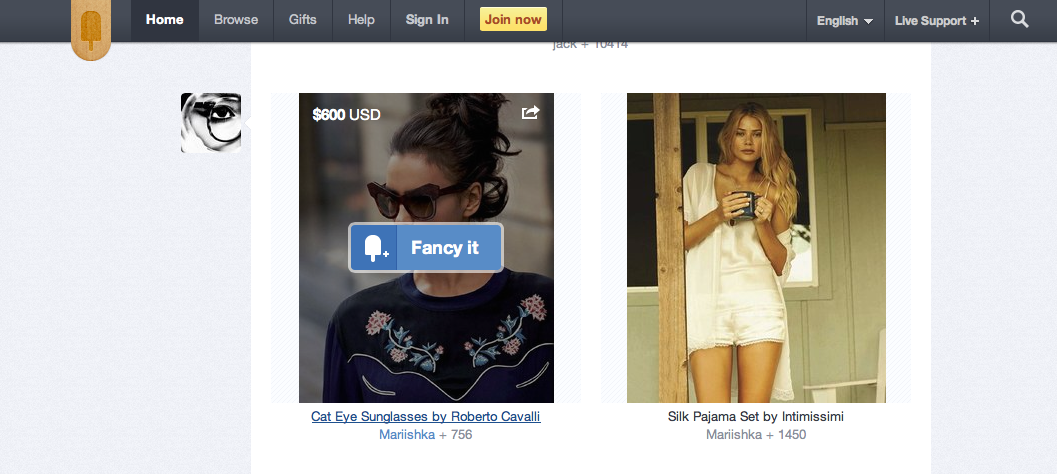 Home Browse Gifts Help Sign In Join now English Live Support +
jack + 10414
$600 USD
Fancy it
Cat Eye Sunglasses by Roberto Cavalli Silk Pajama Set by Intimissimi
Mariishka + 756 Mariishka + 1450